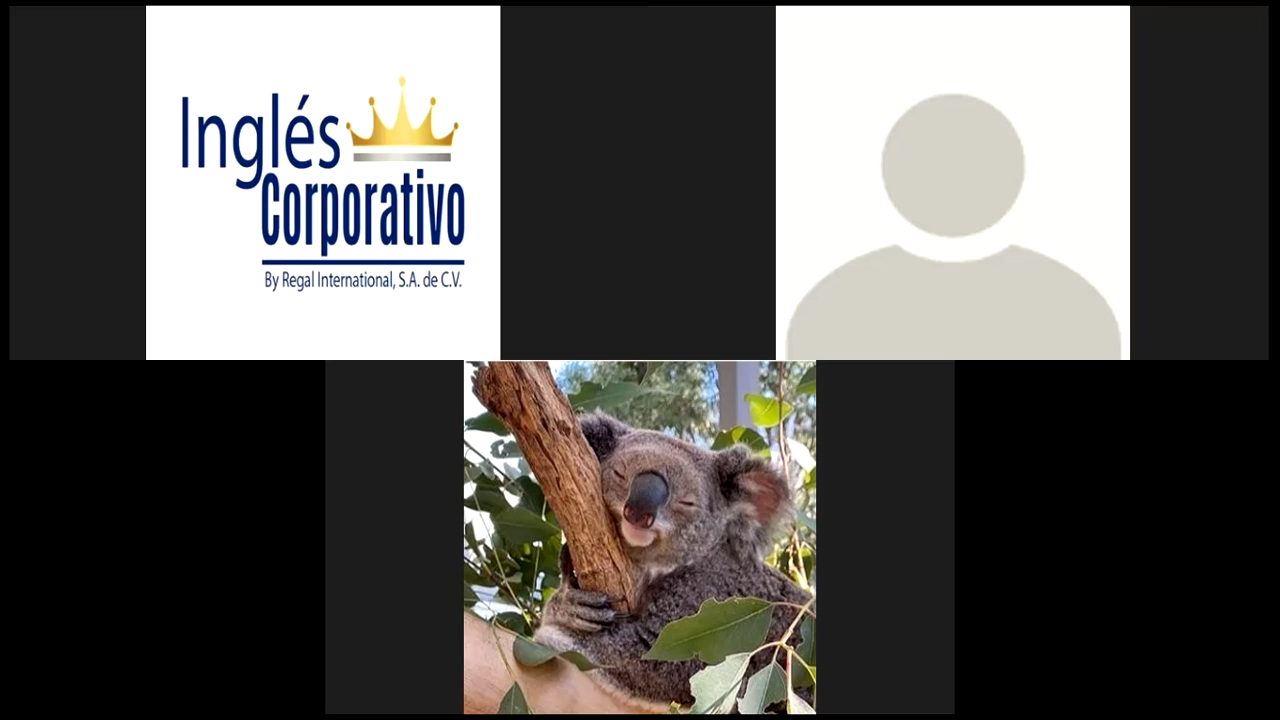 Inglés
Corporativo
By Regal International, S.A. de C.V.